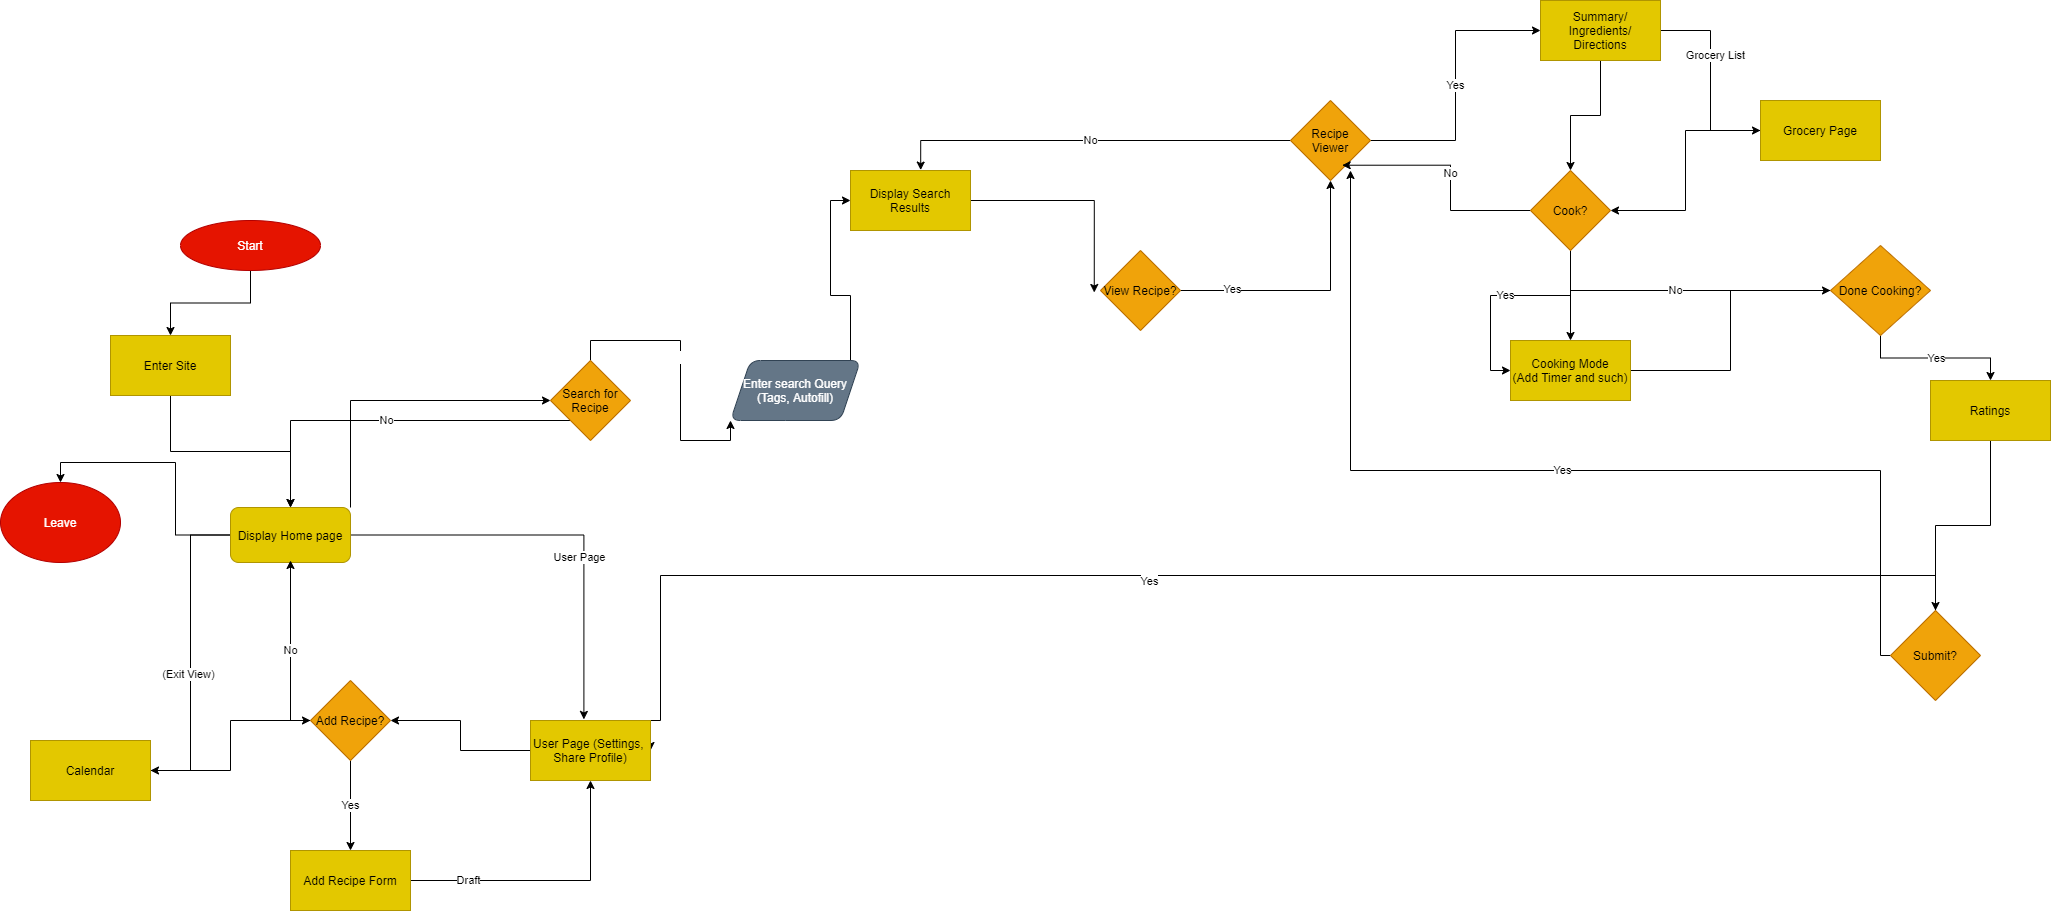 Summary/
Ingredients/
Directions
Grocery List
Yes
Recipe
Viewer
Grocery Page
No
No
Display Search
Results
Cook?
Start
View Recipe?
Yes
Yes
No
Done Cooking?
Enter Site
Cooking Mode
(Add Timer and such)
Yes
Enter search Query
(Tags, Autofill)
Search for
Recipe
No
Ratings
Yes
Leave
Display Home page
User Page
Yes
No
Submit?
(Exit View)
Add Recipe?
User Page (Settings,
Share Profile)
Calendar
Yes
Add Recipe Form
Draft